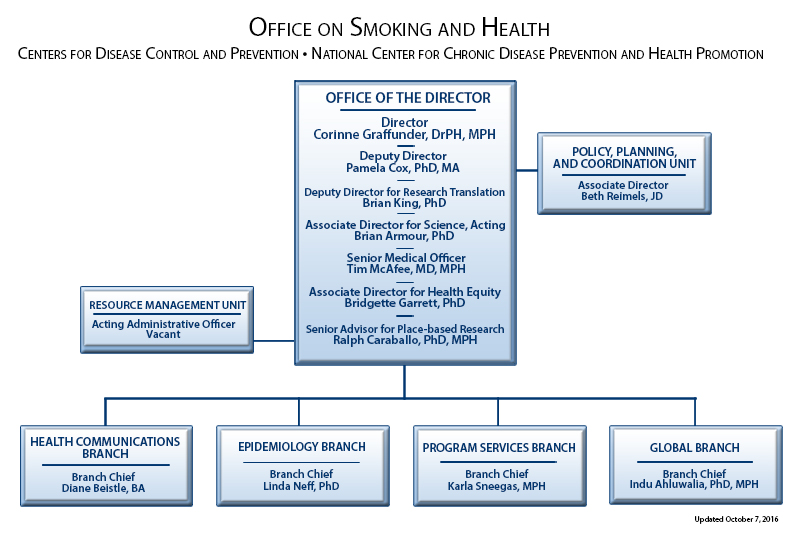 Office on Smoking and Health
Centers for Disease Control and Prevention • National Center for Chronic Disease Prevention and Health Promotion
OFFICE OF THE DIRECTOR
Director
Corinne Graffunder, DrPH, MPH
Deputy Director
Pamela Cox, PhD, MA
Deputy Director for Research Translation
Brian King, PhD
Associate Director for Science, Acting
Brian Armour, PhD
Senior Medical Officer
Tim McAfee, MD, MPH
Associate Director for Health Equity
Bridgette Garrett, PhD
Senior Advisor for Place-based Research
Ralph Caraballo, PhD, MPH
POLICY, PLANNING,
AND COORDINATION UNIT
Associate Director
Beth Reimels, JD
RESOURCE MANAGEMENT UNIT
Acting Administrative Officer
Vacant
HEALTH COMMUNICATIONS
BRANCH
Branch Chief
Diane Beistle, BA
EPIDEMIOLOGY BRANCH
Branch Chief
Linda Neff, PhD
PROGRAM SERVICES BRANCH
Branch Chief
Karla Sneegas, MPH
GLOBAL BRANCH
Branch Chief
Indu Ahluwalia, PhD, MPH
Updated October 7, 2016